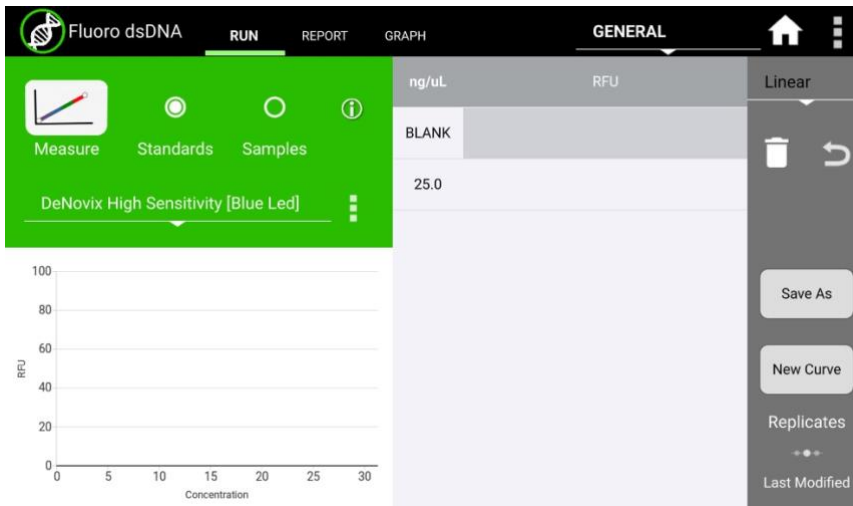 Fluoro dsDNA
RUN
REPORT
GRAPH
GENERAL
Measure
Standards
Samples
DeNovix High Sensitivity [Blue Led]
ng/uL
RFU
BLANK
25.0
Linear
Save As
New Curve
Replicates
Last Modified
RFU
100
80
60
40
20
0
0 5 10 15 20 25 30
Concentration